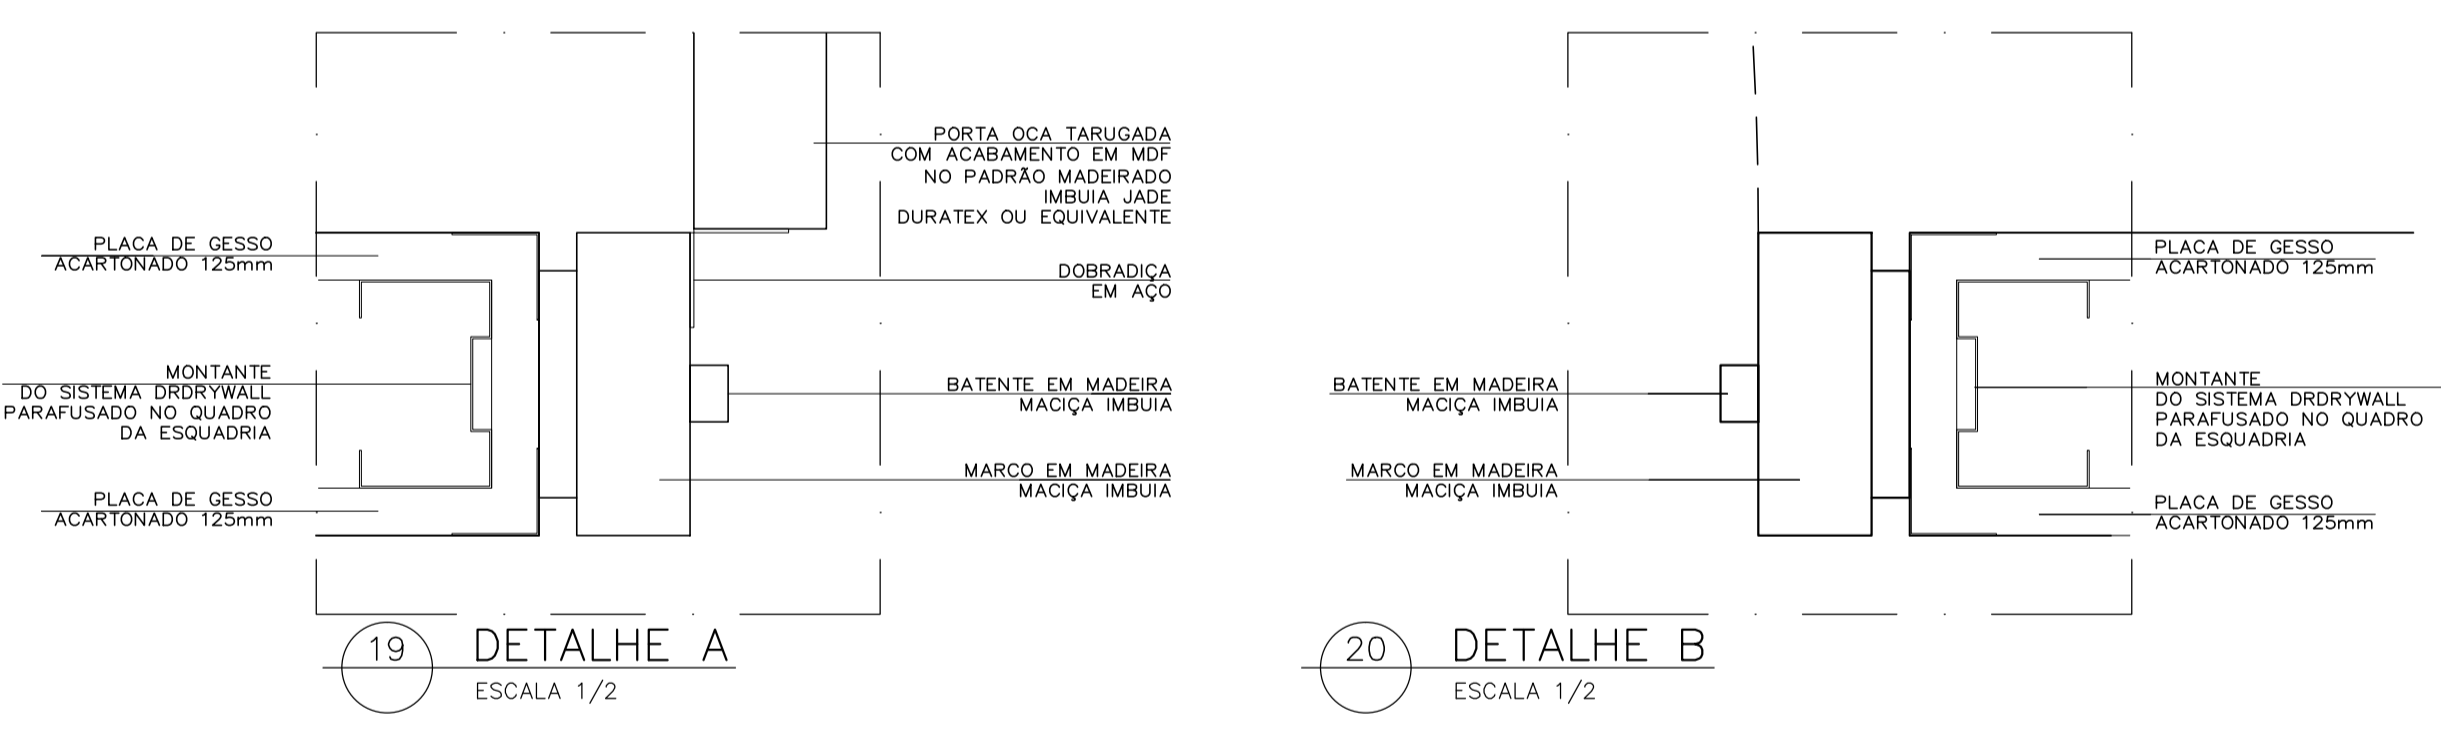 PORTA OCA TARUGADA
COM ACABAMENTO EM MDF
NO PADRÃO MADEIRADO
IMBUIA JADE
DURATEX OU EQUIVALENTE
PLACA DE GESSO
ACARTONADO 125mm
DOBRADIÇA
EM AÇO
MONTANTE
DO SISTEMA DRDRYWALL
PARAFUSADO NO QUADRO
DA ESQUADRIA
BATENTE EM MADEIRA
MACIÇA IMBUIA
MARCO EM MADEIRA
MACIÇA IMBUIA
PLACA DE GESSO
ACARTONADO 125mm
19
DETALHE A
ESCALA 1/2
PLACA DE GESSO
ACARTONADO 125mm
BATENTE EM MADEIRA
MACIÇA IMBUIA
MONTANTE
DO SISTEMA DRDRYWALL
PARAFUSADO NO QUADRO
DA ESQUADRIA
MARCO EM MADEIRA
MACIÇA IMBUIA
PLACA DE GESSO
ACARTONADO 125mm
20
DETALHE B
ESCALA 1/2